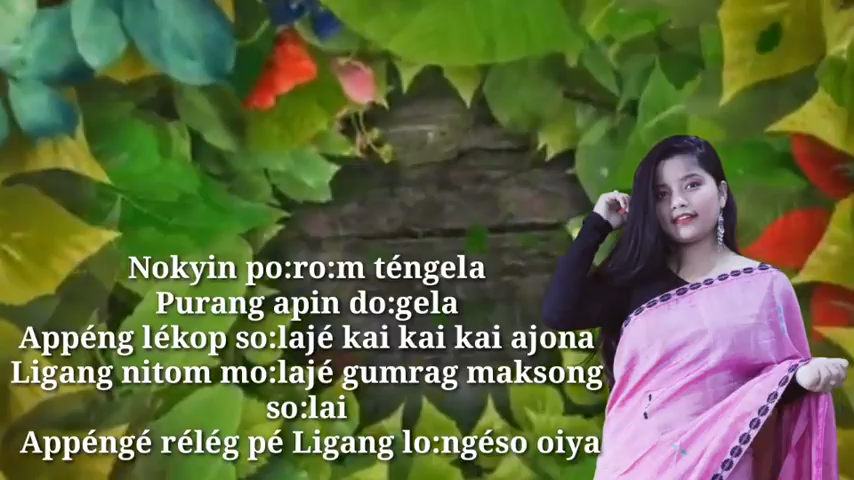 Nokyin po:ro:m téngela
Purang apin do:gela
Appéng lékop so:lajé kai kai kai ajona
Ligang nitom mo:lajé gumrag maksong
so:lai
Appéngé rélég pé Ligang lo:ngéso oiya